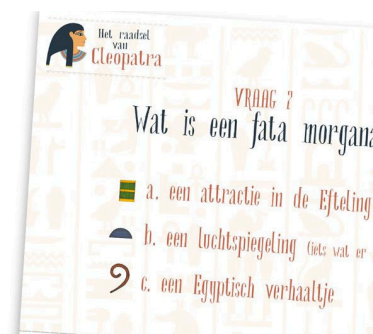 Het raadsel
van
Cleopatra
VRAAG 7
Wat is een fata morgana
a. een attractie in de Efteling
b. een luchtspiegeling (iets wat er
c. een Egyptisch verhaaltje